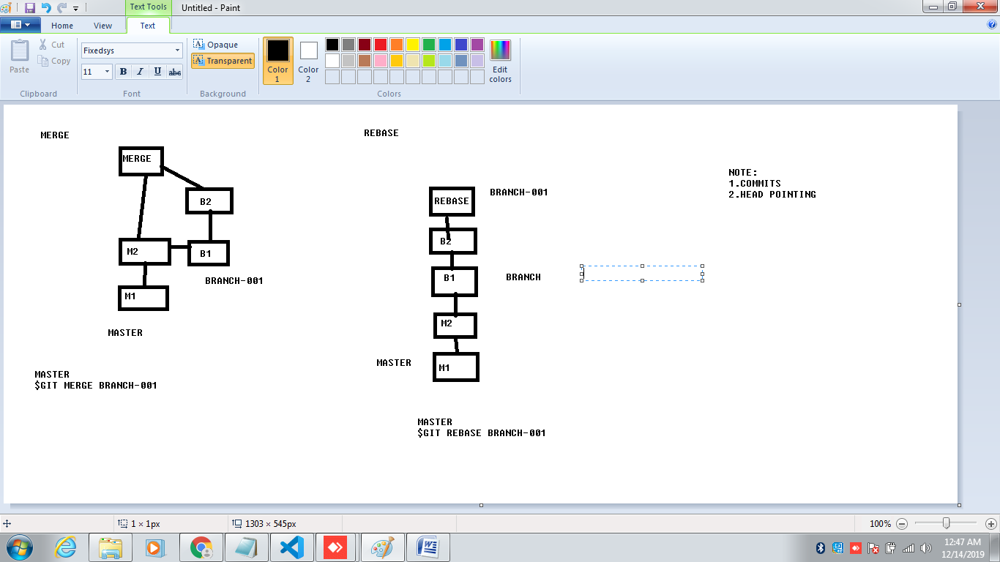 Text Tools
Untitled - Paint
Home
View
Text
Paste
Cut
Copy
Clipboard
Fixedsys
11
B
I
U
abc
Font
A Opaque
A Transparent
Background
Color
1
Color
2
Edit
colors
Colors
MERGE
MERGE
B2
M2
B1
BRANCH-001
M1
MASTER
MASTER
$GIT MERGE BRANCH-001
REBASE
REBASE
BRANCH-001
B2
B1
BRANCH
M2
MASTER
M1
MASTER
$GIT REBASE BRANCH-001
NOTE:
1.COMMITS
2.HEAD POINTING
1 × 1px
1303 × 545px
100%
12:47 AM
12/14/2019